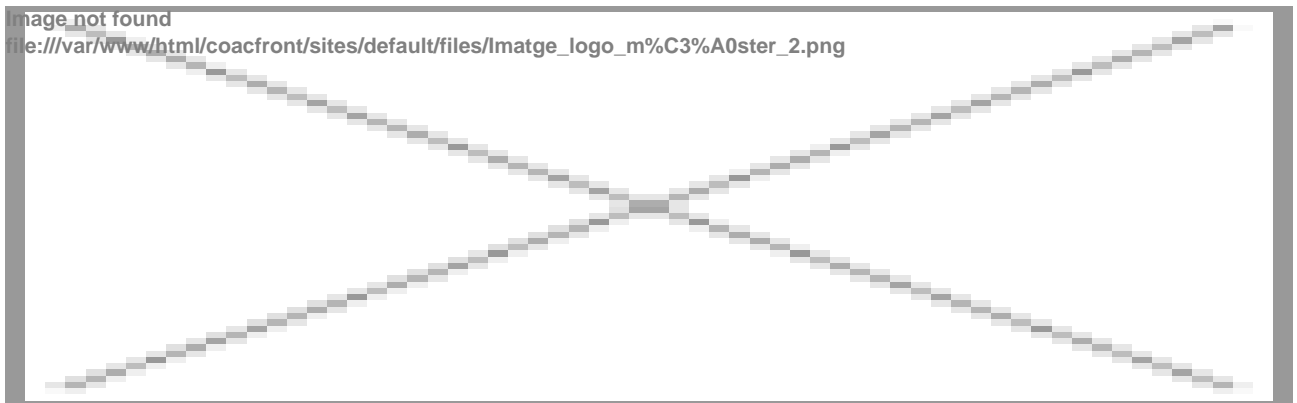 Image not found
file:///var/www/html/coacfront/sites/default/files/Imatge_logo_m%C3%A0ster_2.png